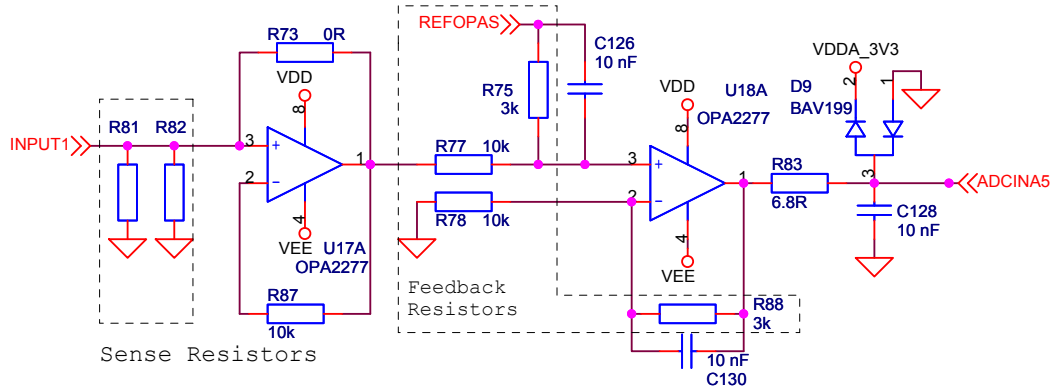 REFOPAS
R73 0R
C126
10 nF
VDDA_3V3
VDD
8
R75
3k
VDD
8
U18A
OPA2277
D9
BAV199
2
1
R81
R82
INPUT1
3
+
2
−
1
4
VEE
U17A
OPA2277
R77
10k
R78
10k
3
+
2
−
1
4
VEE
R83
6.8R
3
ADCINA5
C128
10 nF
R87
10k
Feedback
Resistors
R88
3k
10 nF
C130
Sense Resistors